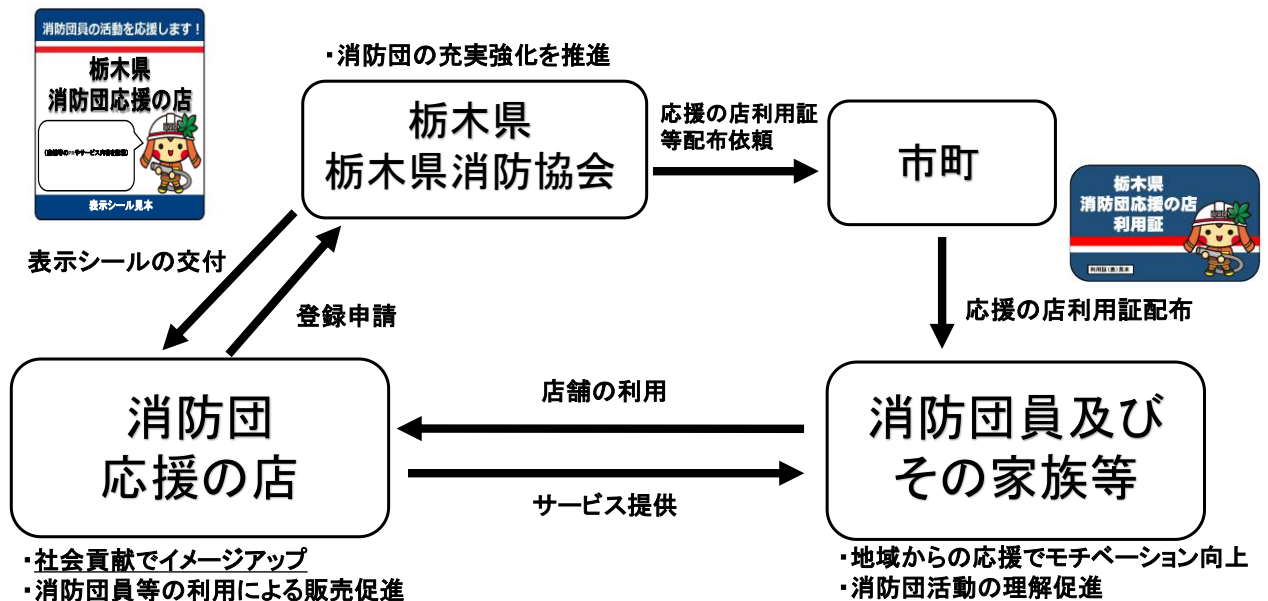 消防団員の活動を応援します！
栃木県
消防団応援の店
表示シール見本
・消防団の充実強化を推進
栃木県
栃木県消防協会
応援の店利用証
等配布依頼
市町
栃木県
消防団応援の店
利用証
利用証（表）見本
表示シールの交付
登録申請
応援の店利用証配布
消防団
応援の店
店舗の利用
サービス提供
消防団員及び
その家族等
・社会貢献でイメージアップ
・消防団員等の利用による販売促進
・地域からの応援でモチベーション向上
・消防団活動の理解促進